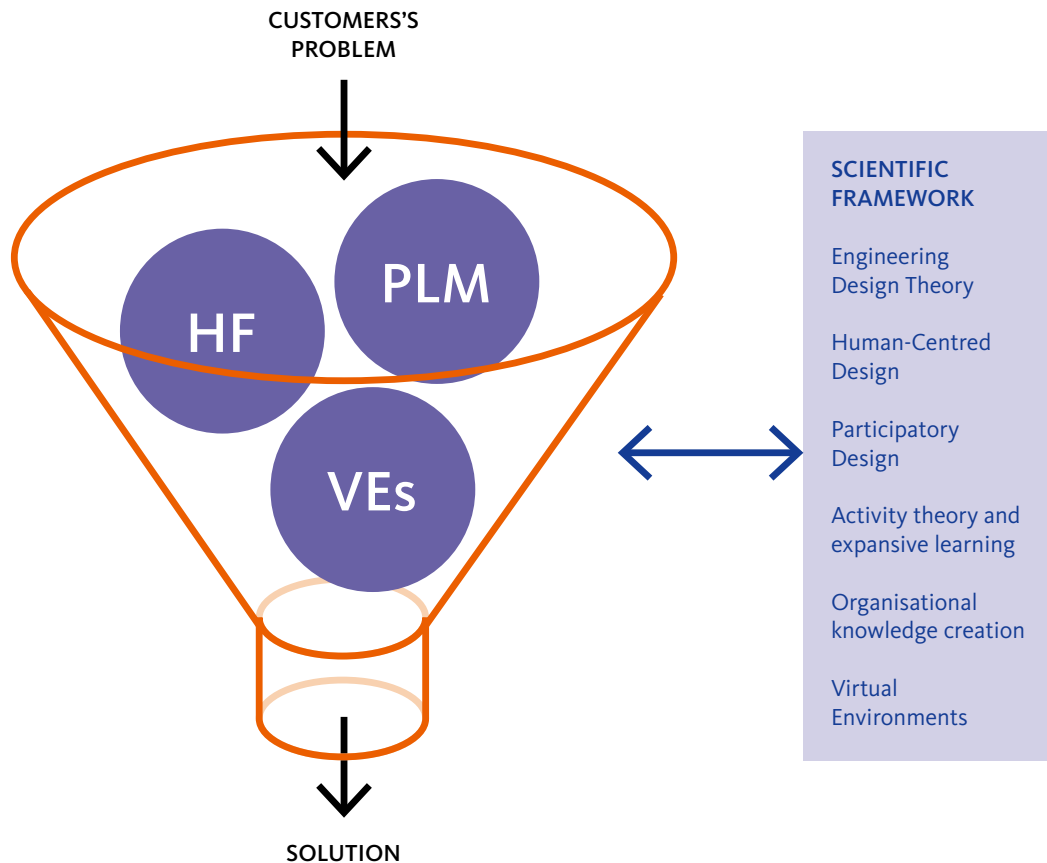 CUSTOMERS'S
PROBLEM
HF
PLM
VEs
SOLUTION
SCIENTIFIC
FRAMEWORK
Engineering
Design Theory
Human-Centred
Design
Participatory
Design
Activity theory and
expansive learning
Organisational
knowledge creation
Virtual
Environments